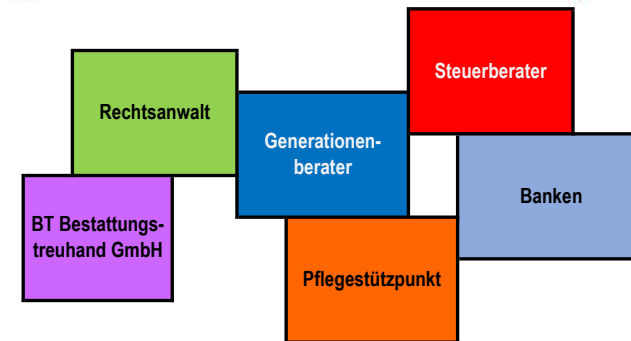 Steuerberater
Rechtsanwalt
Generationen-
berater
Banken
BT Bestattungs-
treuhand GmbH
Pflegestützpunkt